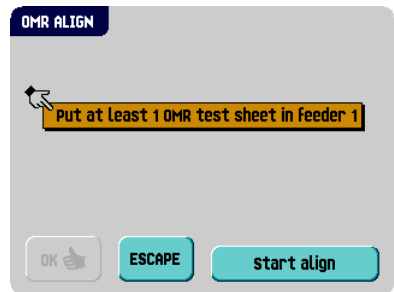 OMR ALIGN
Put at least 1 OMR test sheet in feeder 1
OK
ESCAPE
start align